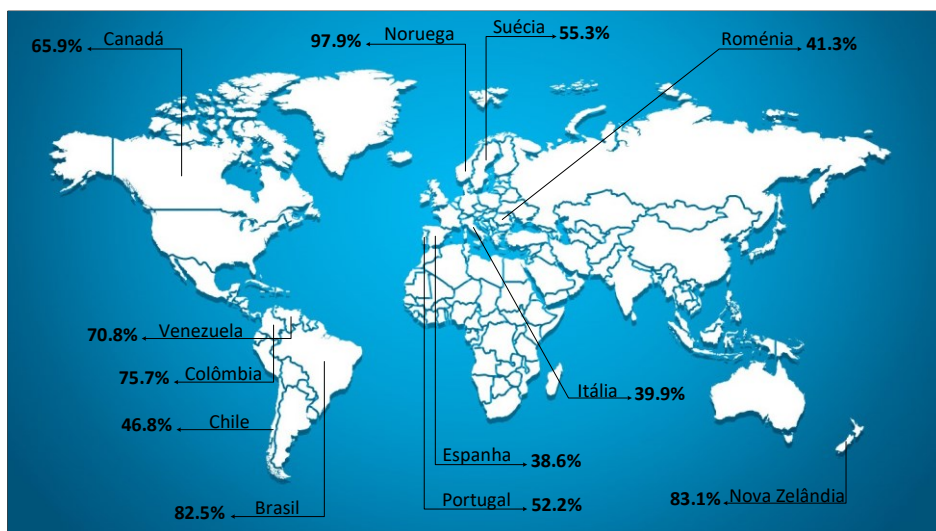 Suécia 55.3%
65.9% Canadá
97.9% Noruega
Roménia 41.3%
70.8% Venezuela
75.7% Colômbia
Itália 39.9%
46.8% Chile
Espanha 38.6%
82.5% Brasil
Portugal 52.2%
83.1% Nova Zelândia